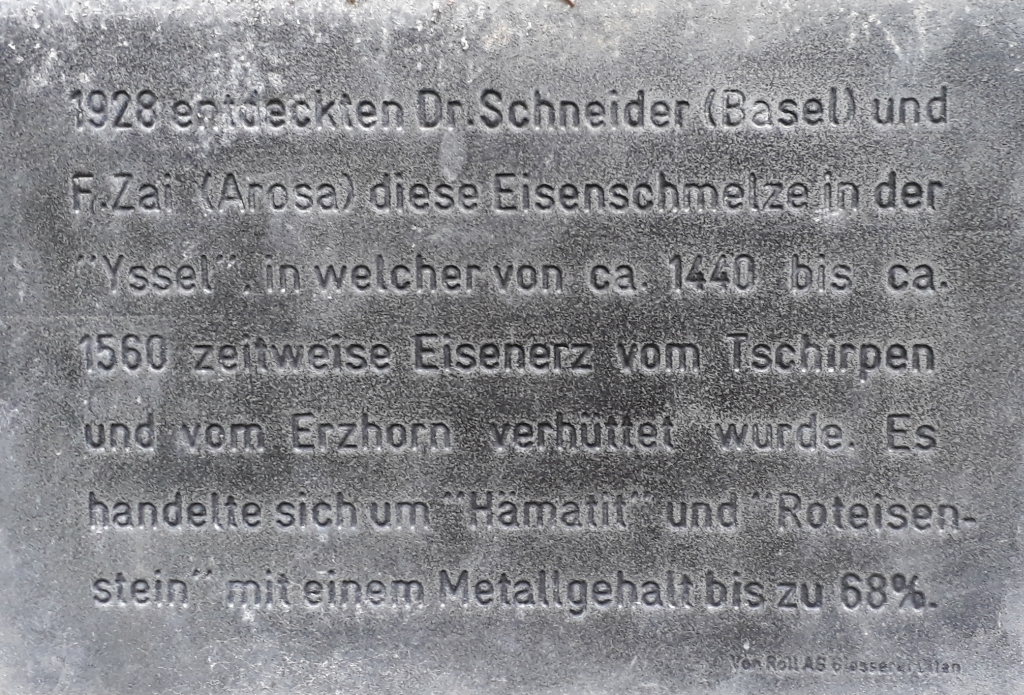 1928 entdeckten Dr. Schneider (Basel) und
F. Zai (Arosa) diese Eisenschmelze in der
"Yssel", in welcher von ca. 1440 bis ca.
1560 zeitweise Eisenerz vom Tschirpen
und vom Erzhorn verhüttet wurde. Es
handelte sich um "Hämatit" und "Roteisen-
stein" mit einem Metallgehalt bis zu 68%.
Von Roll AG